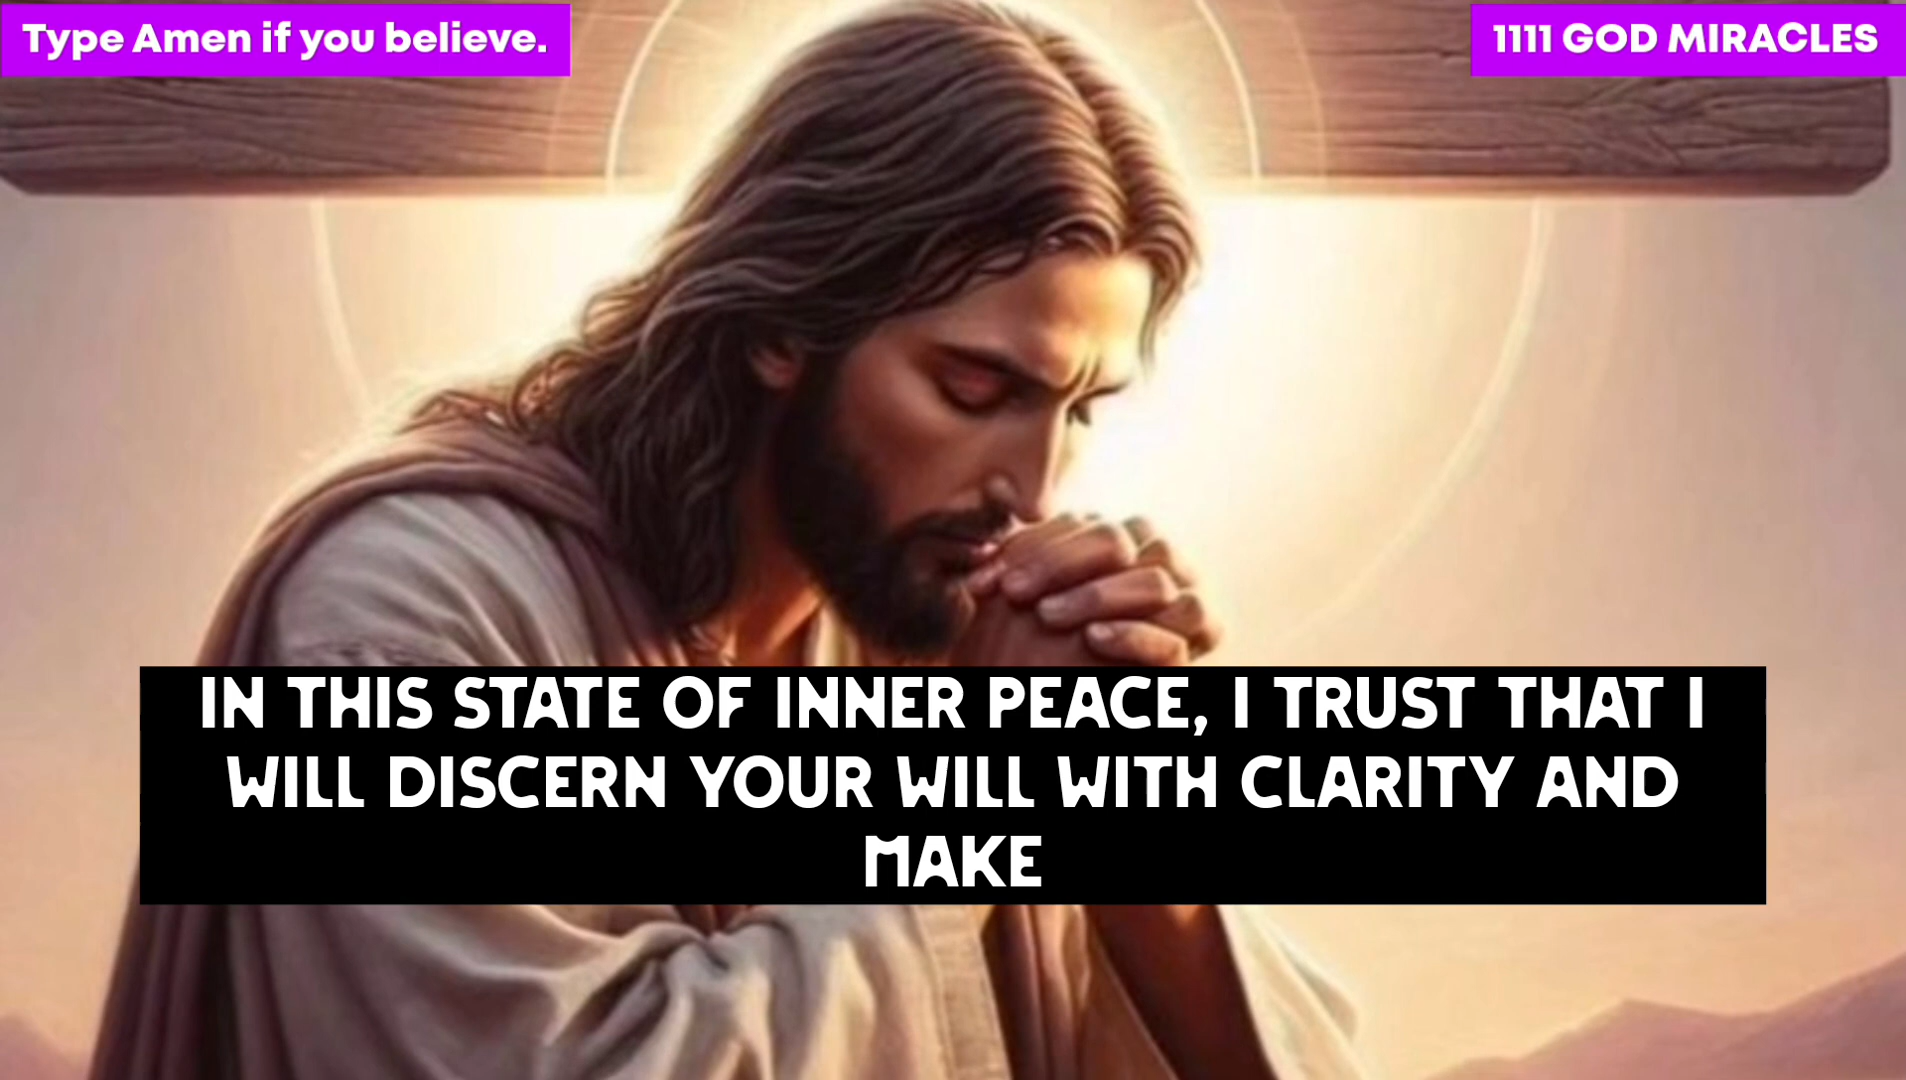 Type Amen if you believe.
1111 GOD MIRACLES
IN THIS STATE OF INNER PEACE, I TRUST THAT I
WILL DISCERN YOUR WILL WITH CLARITY AND
MAKE